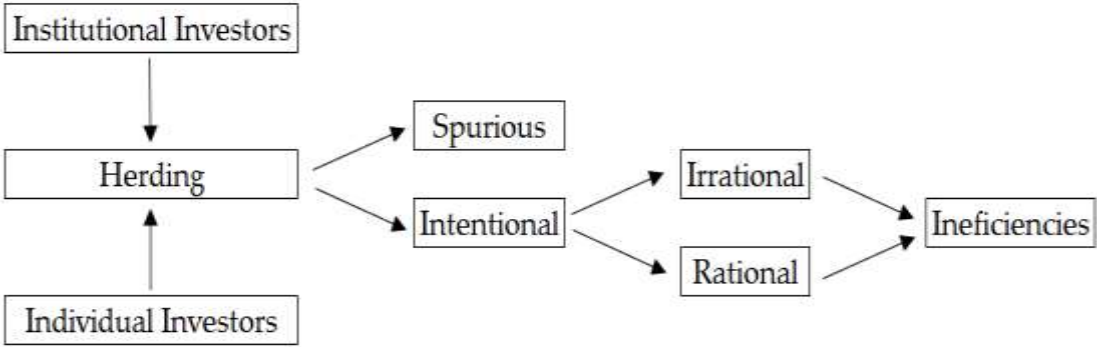 Institutional Investors
Spurious
Herding
Irrational
Intentional
Ineficiencies
Rational
Individual Investors